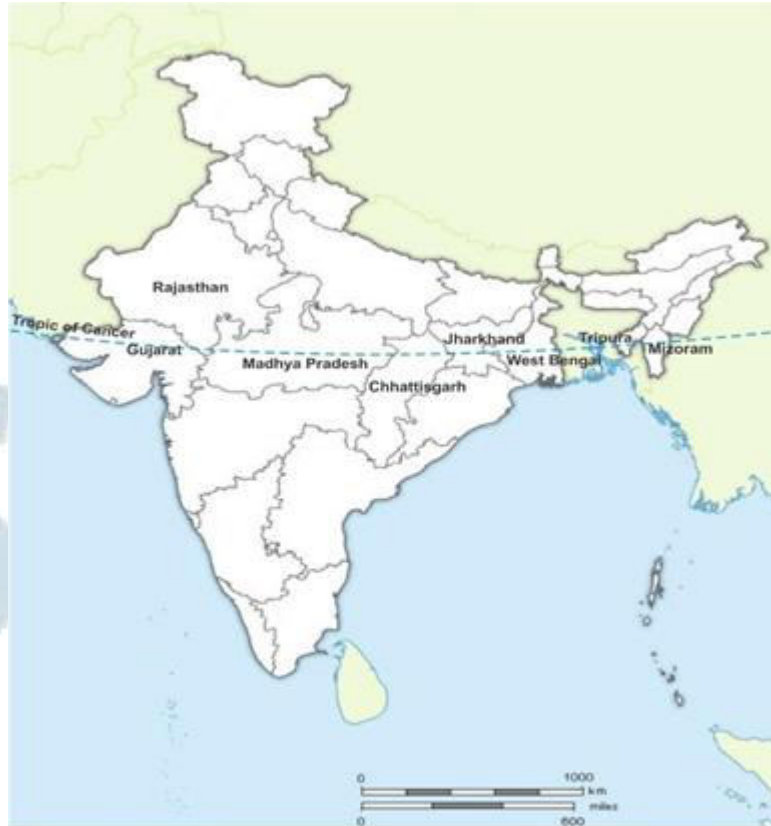 Rajasthan
Tropic of Cancer
Gujarat
Madhya Pradesh
Jharkhand
Chhattisgarh
West Bengal
Tripura
Mizoram
0 1000
km
miles
0 600